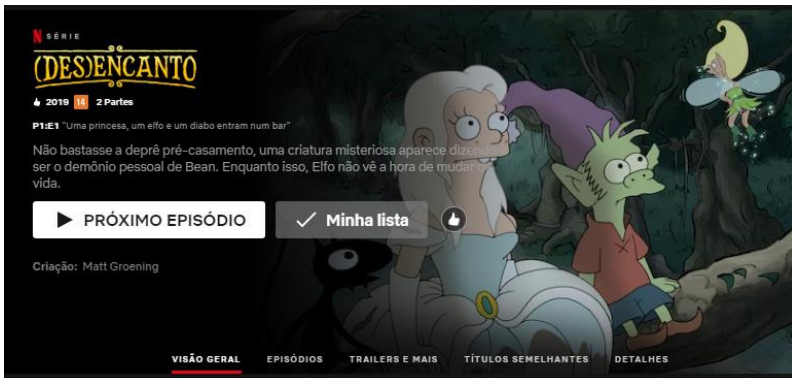 N SÉRIE
(DES)ENCANTO
2019 14 2 Partes
P1:E1 "Uma princesa, um elfo e um diabo entram num bar"
Não bastasse a deprê pré-casamento, uma criatura misteriosa aparece dizendo
ser o demônio pessoal de Bean. Enquanto isso, Elfo não vê a hora de mudar de
vida.
PRÓXIMO EPISÓDIO
Minha lista
Criação: Matt Groening
VISÃO GERAL EPISÓDIOS TRAILERS E MAIS TÍTULOS SEMELHANTES DETALHES